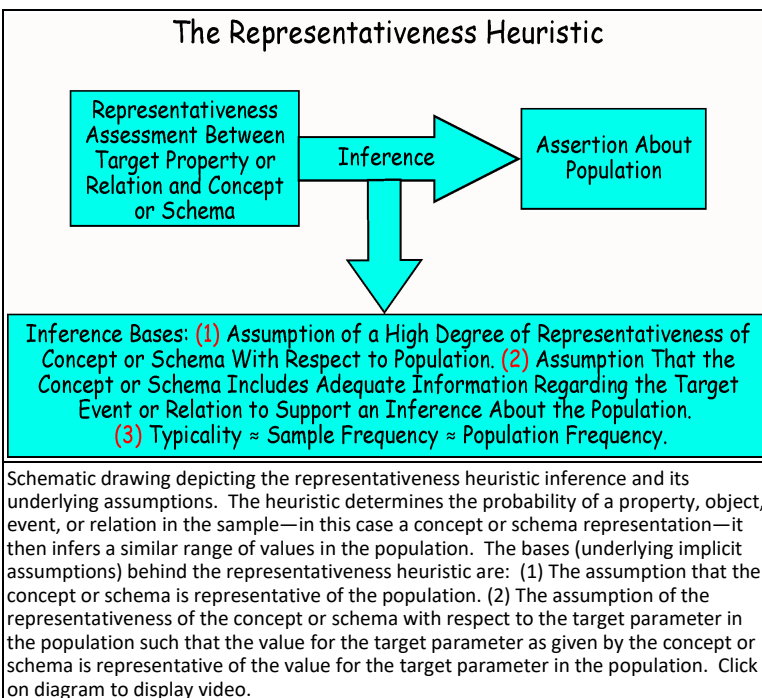 The Representativeness Heuristic
Representativeness
Assessment Between
Target Property or
Relation and Concept
or Schema
Inference
Assertion About
Population
Inference Bases: (1) Assumption of a High Degree of Representativeness of
Concept or Schema With Respect to Population. (2) Assumption That the
Concept or Schema Includes Adequate Information Regarding the Target
Event or Relation to Support an Inference About the Population.
(3) Typicality ≈ Sample Frequency ≈ Population Frequency.
Schematic drawing depicting the representativeness heuristic inference and its
underlying assumptions. The heuristic determines the probability of a property, object,
event, or relation in the sample—in this case a concept or schema representation—it
then infers a similar range of values in the population. The bases (underlying implicit
assumptions) behind the representativeness heuristic are: (1) The assumption that the
concept or schema is representative of the population. (2) The assumption of the
representativeness of the concept or schema with respect to the target parameter in
the population such that the value for the target parameter as given by the concept or
schema is representative of the value for the target parameter in the population. Click
on diagram to display video.